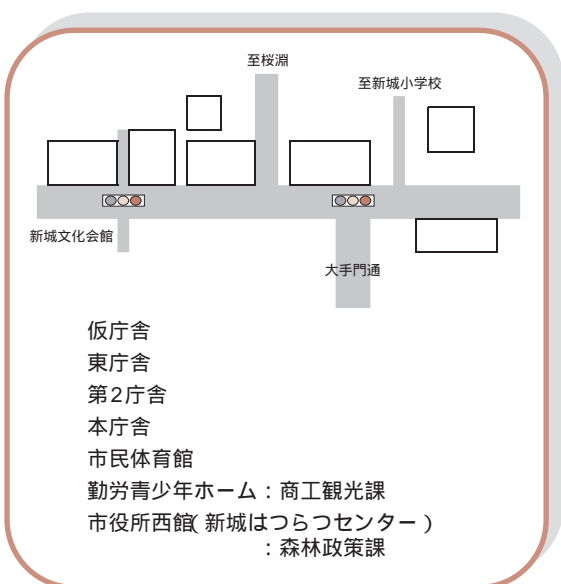 至桜淵
至新城小学校
新城文化会館
大手門通
仮庁舎
東庁舎
第2庁舎
本庁舎
市民体育館
勤労青少年ホーム：商工観光課
市役所西館(新城はつらつセンター)
：森林政策課